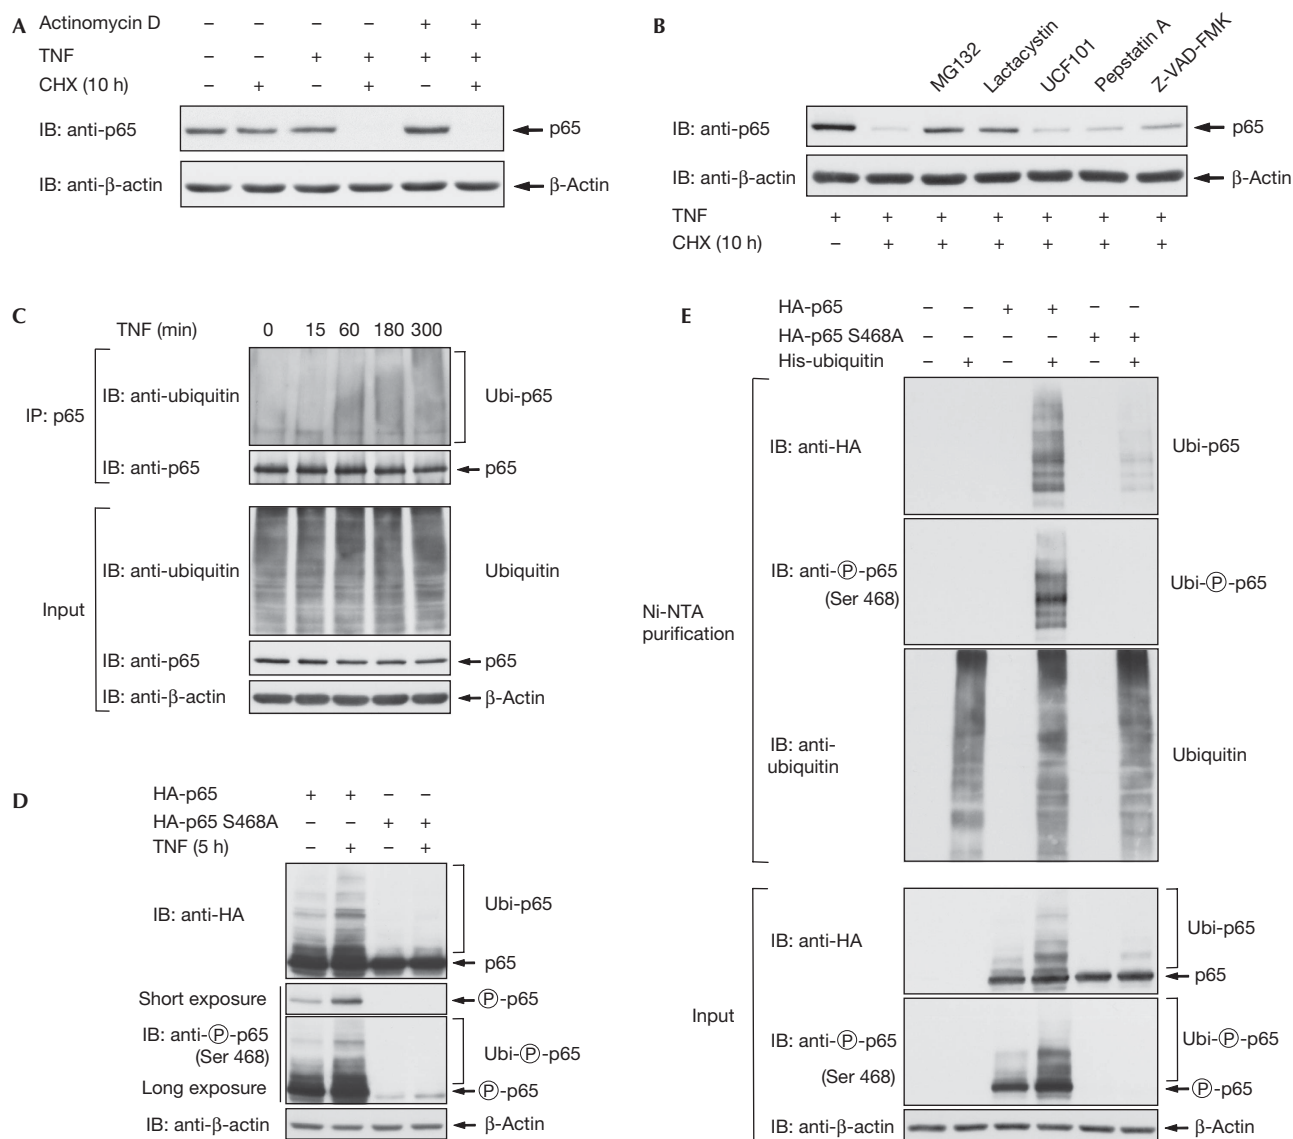 A
Actinomycin D – – – – + +
TNF – – + + + +
CHX (10 h) – + – + – +
IB: anti-p65 p65
IB: anti-β-actin β-Actin
B
MG132 Lactacystin UCF101 Pepstatin A Z-VAD-FMK
IB: anti-p65 p65
IB: anti-β-actin β-Actin
TNF + + + + + + +
CHX (10 h) – + + + + + +
C
TNF (min) 0 15 60 180 300
IP: p65
IB: anti-ubiquitin Ubi-p65
IB: anti-p65 p65
Input
IB: anti-ubiquitin Ubiquitin
IB: anti-p65 p65
IB: anti-β-actin β-Actin
D
HA-p65 + + – –
HA-p65 S468A – – + +
TNF (5 h) – + – +
IB: anti-HA Ubi-p65
p65
Short exposure Ⓟ-p65
IB: anti-Ⓟ-p65
(Ser 468) Ubi-Ⓟ-p65
Long exposure Ⓟ-p65
IB: anti-β-actin β-Actin
E
HA-p65 – – + + – –
HA-p65 S468A – – – – + +
His-ubiquitin – + – + – +
Ni-NTA
purification
IB: anti-HA Ubi-p65
IB: anti-Ⓟ-p65
(Ser 468) Ubi-Ⓟ-p65
IB: anti-
ubiquitin Ubiquitin
Input
IB: anti-HA Ubi-p65
p65
IB: anti-Ⓟ-p65 Ubi-Ⓟ-p65
(Ser 468) Ⓟ-p65
IB: anti-β-actin β-Actin